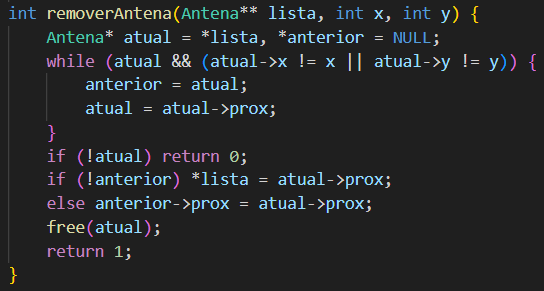 int removerAntena(Antena** lista, int x, int y) {
    Antena* atual = *lista, *anterior = NULL;
    while (atual && (atual->x != x || atual->y != y)) {
        anterior = atual;
        atual = atual->prox;
    }
    if (!atual) return 0;
    if (!anterior) *lista = atual->prox;
    else anterior->prox = atual->prox;
    free(atual);
    return 1;
}